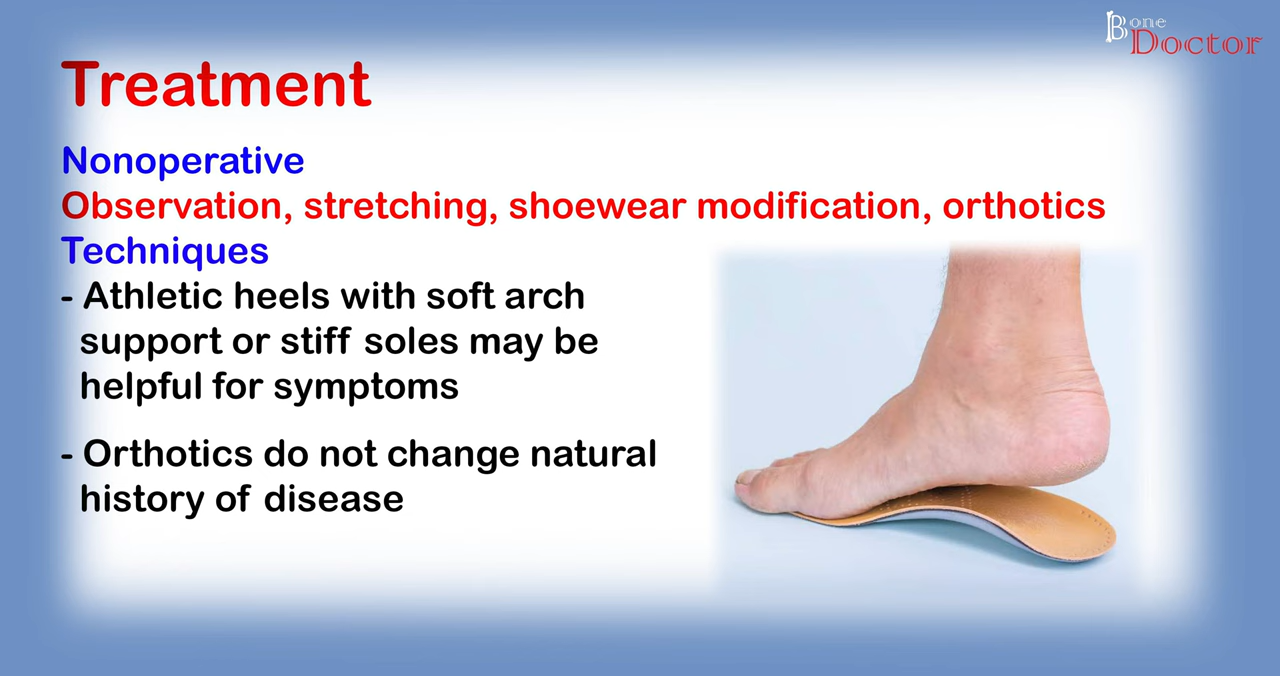 Bone
Doctor
Treatment
Nonoperative
Observation, stretching, shoewear modification, orthotics
Techniques
- Athletic heels with soft arch
support or stiff soles may be
helpful for symptoms
- Orthotics do not change natural
history of disease